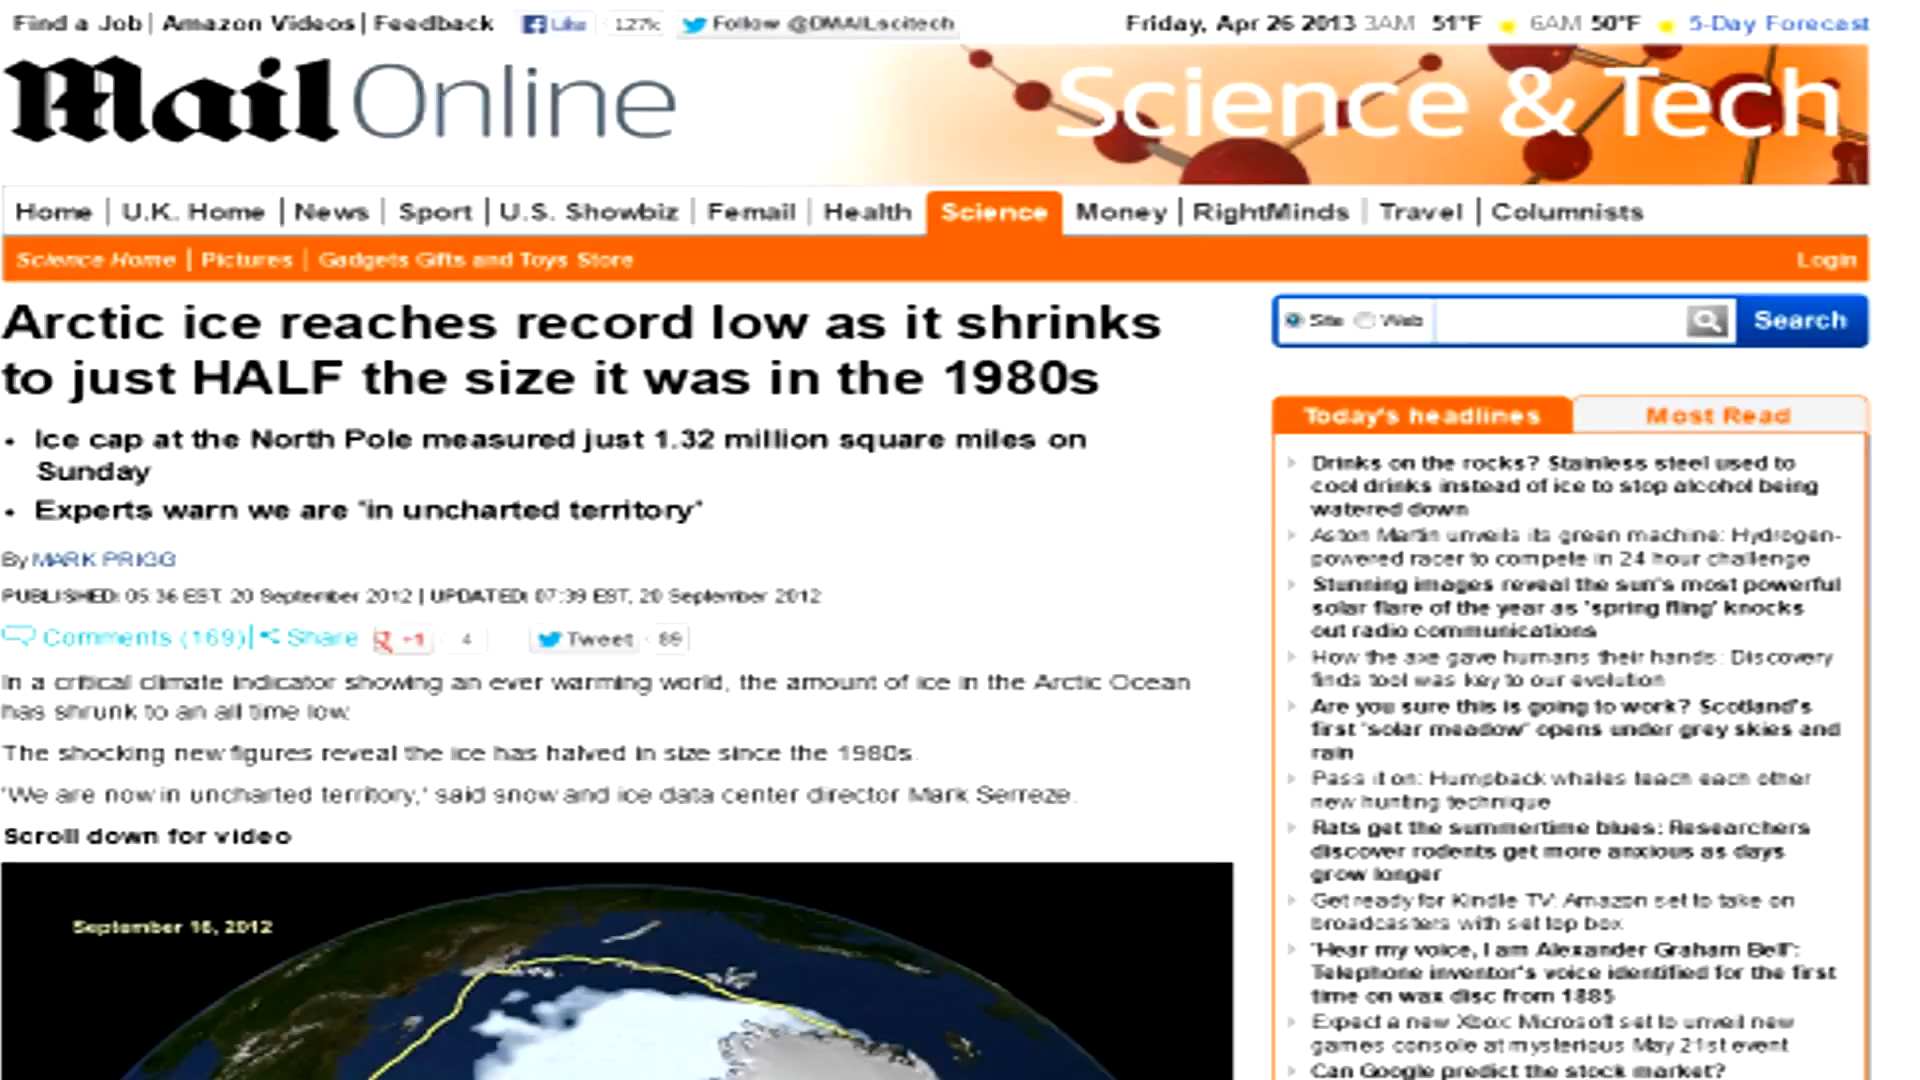 Find a Job | Amazon Videos | Feedback
Like 127k
Follow @DMAILscitech
Friday, Apr 26 2013 3AM 51°F 6AM 50°F 5-Day Forecast
Mail Online
Science & Tech
Home | U.K. Home | News | Sport | U.S. Showbiz | Femail | Health | Science | Money | RightMinds | Travel | Columnists
Science Home | Pictures | Gadgets Gifts and Toys Store
Login
Arctic ice reaches record low as it shrinks
to just HALF the size it was in the 1980s
• Ice cap at the North Pole measured just 1.32 million square miles on
Sunday
• Experts warn we are 'in uncharted territory'
By MARK PRIGG
PUBLISHED: 05:36 EST, 20 September 2012 | UPDATED: 07:39 EST, 20 September 2012
Comments (169) | Share +1 4 Tweet 89
In a critical climate indicator showing an ever warming world, the amount of ice in the Arctic Ocean
has shrunk to an all time low.
The shocking new figures reveal the ice has halved in size since the 1980s.
'We are now in uncharted territory,' said snow and ice data center director Mark Serreze.
Scroll down for video
September 16, 2012
Site Web Search
Today's headlines Most Read
Drinks on the rocks? Stainless steel used to
cool drinks instead of ice to stop alcohol being
watered down
Aston Martin unveils its green machine: Hydrogen-
powered racer to compete in 24 hour challenge
Stunning images reveal the sun's most powerful
solar flare of the year as 'spring fling' knocks
out radio communications
How the axe gave humans their hands: Discovery
finds tool was key to our evolution
Are you sure this is going to work? Scotland's
first 'solar meadow' opens under grey skies and
rain
Pass it on: Humpback whales teach each other
new hunting technique
Rats get the summertime blues: Researchers
discover rodents get more anxious as days
grow longer
Get ready for Kindle TV: Amazon set to take on
broadcasters with set top box
'Hear my voice, I am Alexander Graham Bell':
Telephone inventor's voice identified for the first
time on wax disc from 1885
Expect a new Xbox: Microsoft set to unveil new
games console at mysterious May 21st event
Can Google predict the stock market?